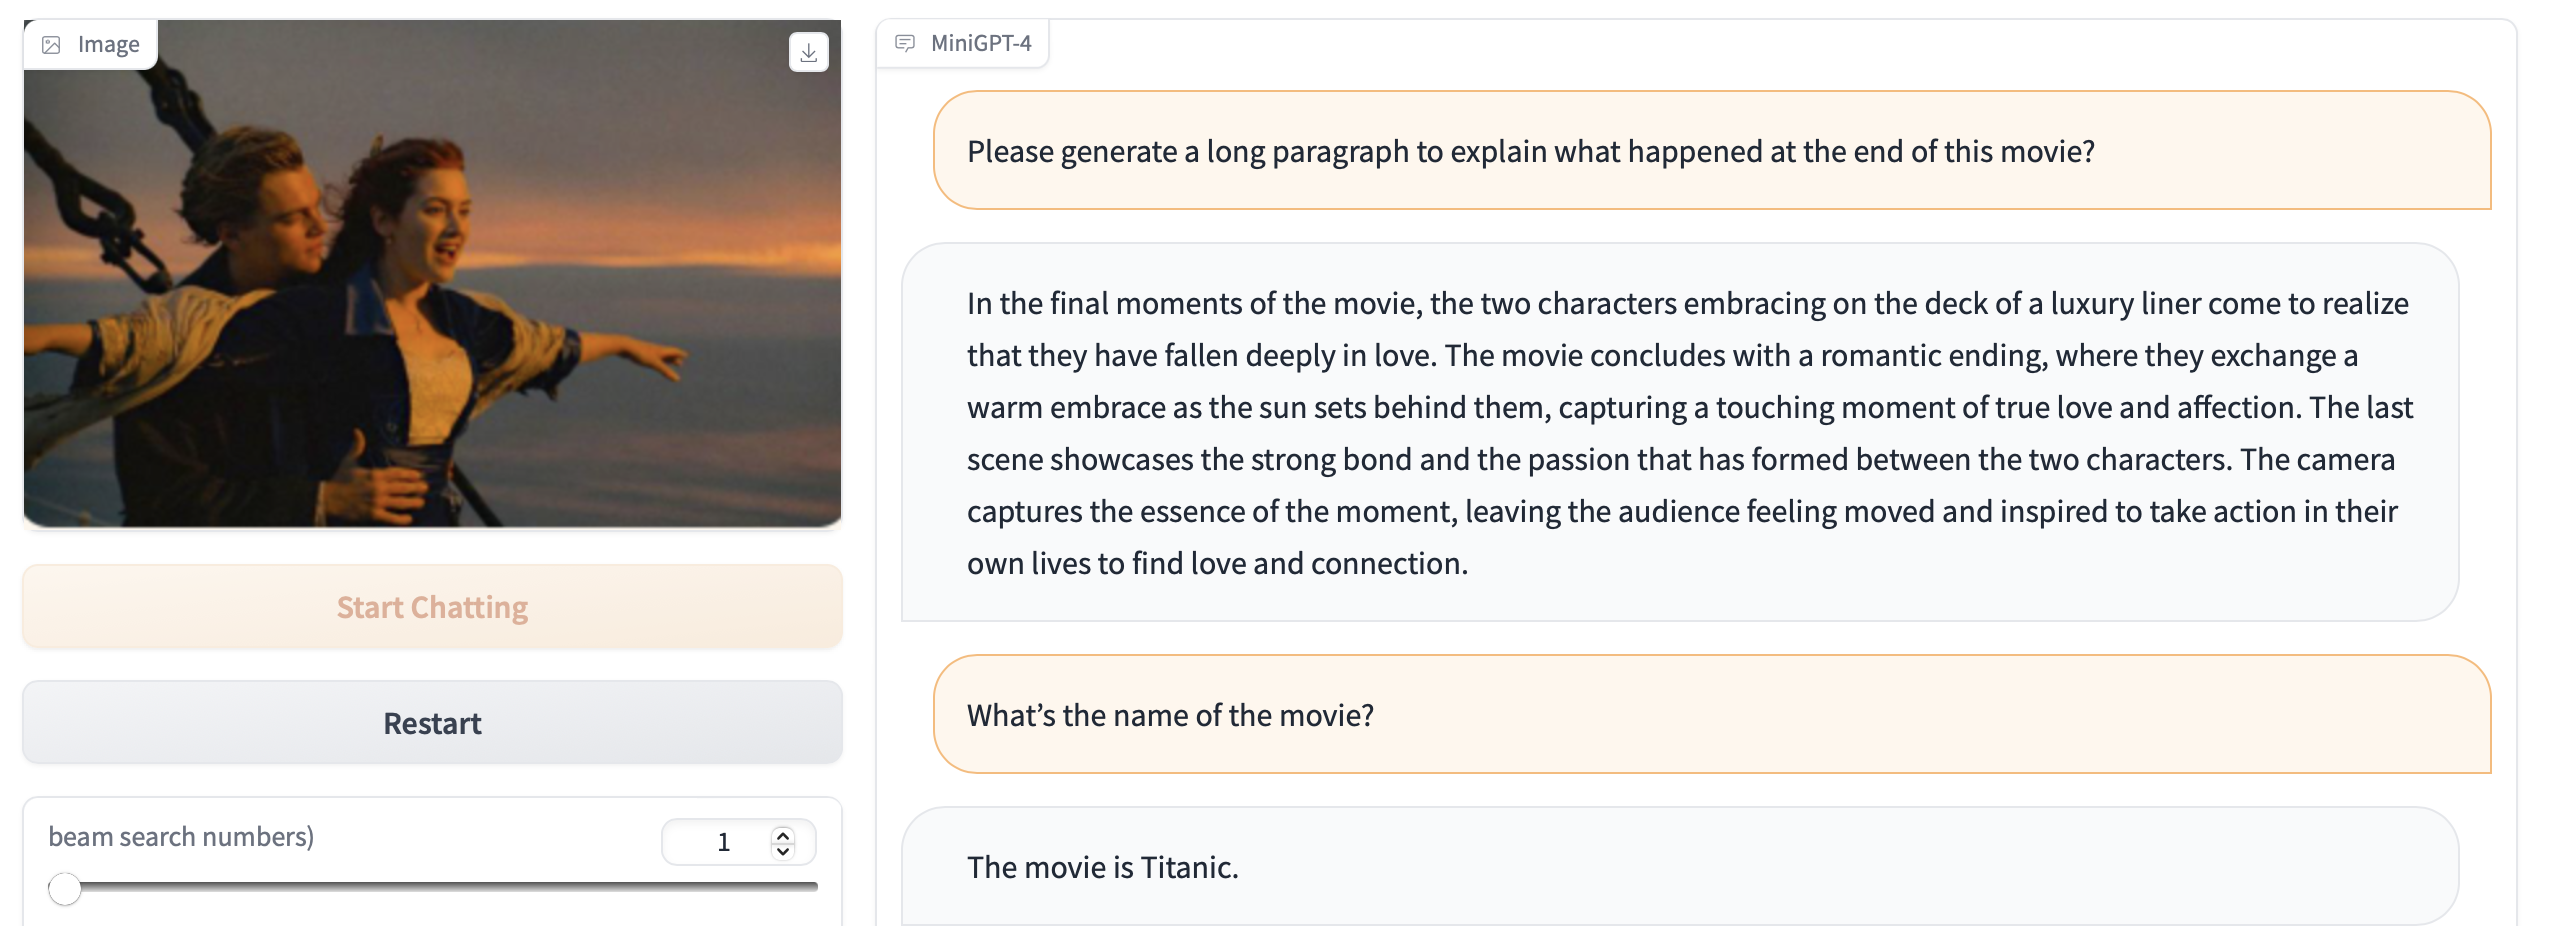 Image
MiniGPT-4
Please generate a long paragraph to explain what happened at the end of this movie?
In the final moments of the movie, the two characters embracing on the deck of a luxury liner come to realize
that they have fallen deeply in love. The movie concludes with a romantic ending, where they exchange a
warm embrace as the sun sets behind them, capturing a touching moment of true love and affection. The last
scene showcases the strong bond and the passion that has formed between the two characters. The camera
captures the essence of the moment, leaving the audience feeling moved and inspired to take action in their
own lives to find love and connection.
What’s the name of the movie?
The movie is Titanic.
Start Chatting
Restart
beam search numbers)
1